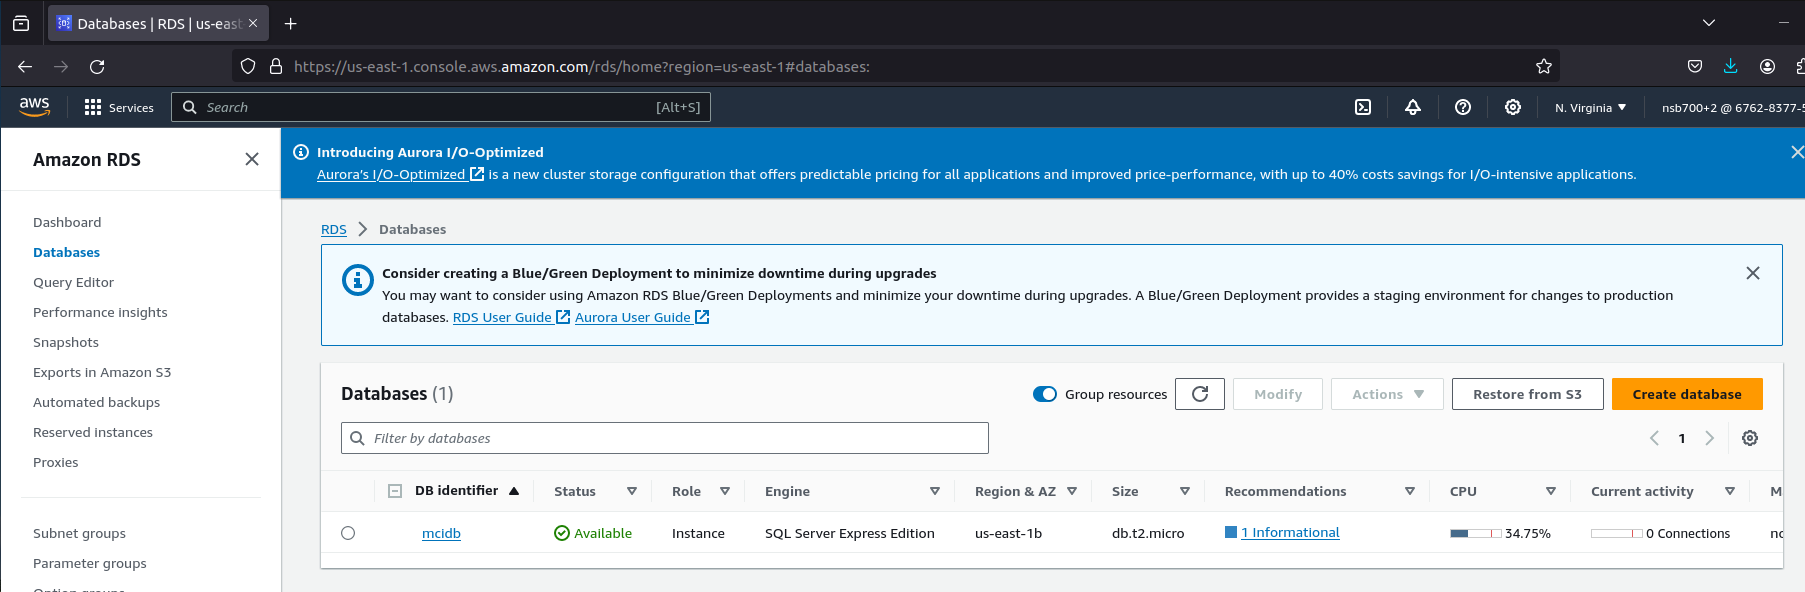 Databases | RDS | us-east
https://us-east-1.console.aws.amazon.com/rds/home?region=us-east-1#databases:
aws Services Search [Alt+S] N. Virginia nsb700+2 @ 6762-8377-5
Amazon RDS
Dashboard
Databases
Query Editor
Performance insights
Snapshots
Exports in Amazon S3
Automated backups
Reserved instances
Proxies
Subnet groups
Parameter groups
Option groups
Introducing Aurora I/O-Optimized
Aurora's I/O-Optimized is a new cluster storage configuration that offers predictable pricing for all applications and improved price-performance, with up to 40% costs savings for I/O-intensive applications.
RDS > Databases
Consider creating a Blue/Green Deployment to minimize downtime during upgrades
You may want to consider using Amazon RDS Blue/Green Deployments and minimize your downtime during upgrades. A Blue/Green Deployment provides a staging environment for changes to production
databases. RDS User Guide Aurora User Guide
Databases (1) Group resources Modify Actions Restore from S3 Create database
Filter by databases 1
DB identifier Status Role Engine Region & AZ Size Recommendations CPU Current activity M
mcidb Available Instance SQL Server Express Edition us-east-1b db.t2.micro 1 Informational 34.75% 0 Connections no